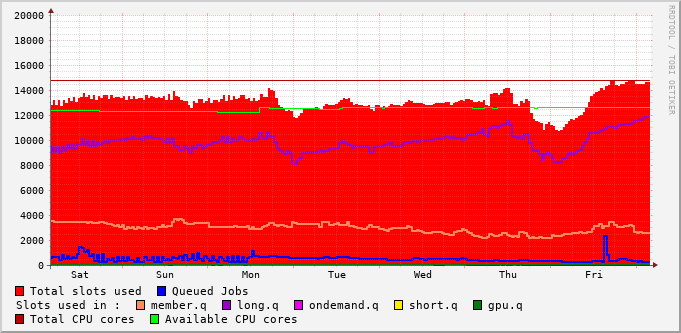 20000
18000
16000
14000
12000
10000
8000
6000
4000
2000
0
Sat Sun Mon Tue Wed Thu Fri
RRDTOOL / TOBI OETIKER
Total slots used Queued Jobs
Slots used in : member.q long.q ondemand.q short.q gpu.q
Total CPU cores Available CPU cores